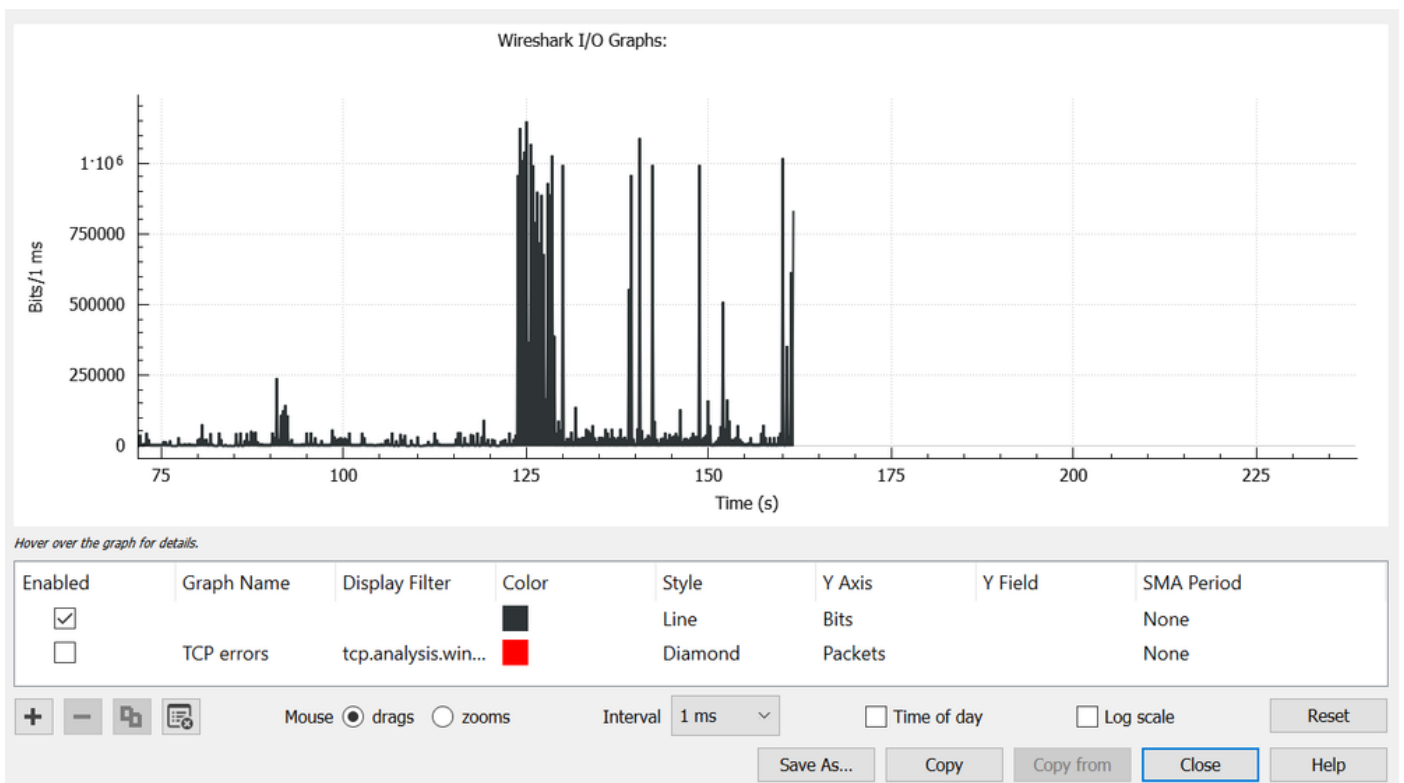 Wireshark I/O Graphs:
1·10⁶
750000
500000
250000
0
Bits/1 ms
75 100 125 150 175 200 225
Time (s)
Hover over the graph for details.
Enabled Graph Name Display Filter Color Style Y Axis Y Field SMA Period
Line Bits None
TCP errors tcp.analysis.win... Diamond Packets None
Mouse drags zooms Interval 1 ms Time of day Log scale Reset
Save As... Copy Copy from Close Help